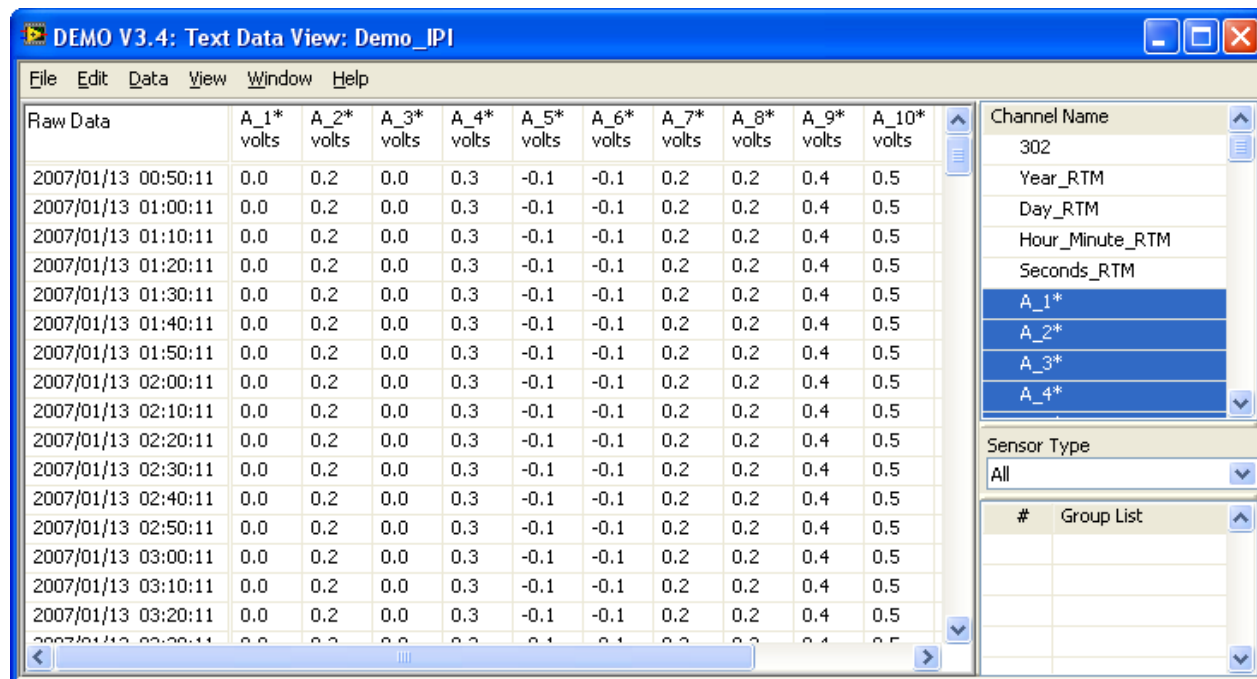 DEMO V3.4: Text Data View: Demo_IPI
File Edit Data View Window Help
Raw Data A_1* A_2* A_3* A_4* A_5* A_6* A_7* A_8* A_9* A_10*
volts volts volts volts volts volts volts volts volts volts
2007/01/13 00:50:11 0.0 0.2 0.0 0.3 -0.1 -0.1 0.2 0.2 0.4 0.5
2007/01/13 01:00:11 0.0 0.2 0.0 0.3 -0.1 -0.1 0.2 0.2 0.4 0.5
2007/01/13 01:10:11 0.0 0.2 0.0 0.3 -0.1 -0.1 0.2 0.2 0.4 0.5
2007/01/13 01:20:11 0.0 0.2 0.0 0.3 -0.1 -0.1 0.2 0.2 0.4 0.5
2007/01/13 01:30:11 0.0 0.2 0.0 0.3 -0.1 -0.1 0.2 0.2 0.4 0.5
2007/01/13 01:40:11 0.0 0.2 0.0 0.3 -0.1 -0.1 0.2 0.2 0.4 0.5
2007/01/13 01:50:11 0.0 0.2 0.0 0.3 -0.1 -0.1 0.2 0.2 0.4 0.5
2007/01/13 02:00:11 0.0 0.2 0.0 0.3 -0.1 -0.1 0.2 0.2 0.4 0.5
2007/01/13 02:10:11 0.0 0.2 0.0 0.3 -0.1 -0.1 0.2 0.2 0.4 0.5
2007/01/13 02:20:11 0.0 0.2 0.0 0.3 -0.1 -0.1 0.2 0.2 0.4 0.5
2007/01/13 02:30:11 0.0 0.2 0.0 0.3 -0.1 -0.1 0.2 0.2 0.4 0.5
2007/01/13 02:40:11 0.0 0.2 0.0 0.3 -0.1 -0.1 0.2 0.2 0.4 0.5
2007/01/13 02:50:11 0.0 0.2 0.0 0.3 -0.1 -0.1 0.2 0.2 0.4 0.5
2007/01/13 03:00:11 0.0 0.2 0.0 0.3 -0.1 -0.1 0.2 0.2 0.4 0.5
2007/01/13 03:10:11 0.0 0.2 0.0 0.3 -0.1 -0.1 0.2 0.2 0.4 0.5
2007/01/13 03:20:11 0.0 0.2 0.0 0.3 -0.1 -0.1 0.2 0.2 0.4 0.5
Channel Name
302
Year_RTM
Day_RTM
Hour_Minute_RTM
Seconds_RTM
A_1*
A_2*
A_3*
A_4*
Sensor Type
All
# Group List